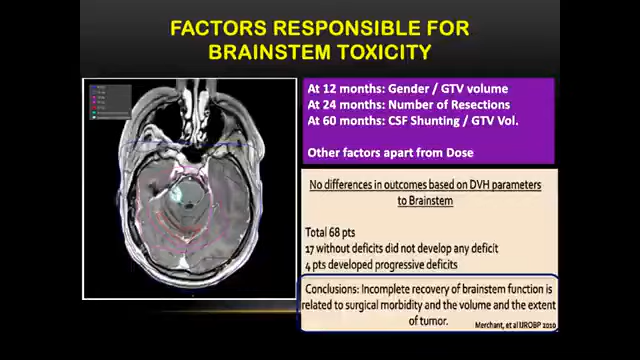 FACTORS RESPONSIBLE FOR
BRAINSTEM TOXICITY
At 12 months: Gender / GTV volume
At 24 months: Number of Resections
At 60 months: CSF Shunting / GTV Vol.
Other factors apart from Dose
No differences in outcomes based on DVH parameters
to Brainstem
Total 68 pts
17 without deficits did not develop any deficit
4 pts developed progressive deficits
Conclusions: Incomplete recovery of brainstem function is
related to surgical morbidity and the volume and the extent
of tumor. Merchant, et al IJROBP 2010